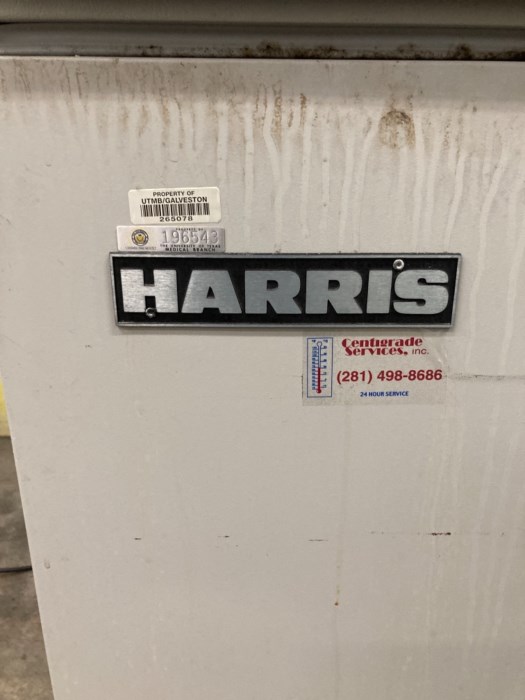 PROPERTY OF
UTMB/GALVESTON
265078
196543
THE UNIVERSITY OF TEXAS
MEDICAL BRANCH
HARRIS
Centigrade
Services, inc.
(281) 498-8686
24 HOUR SERVICE